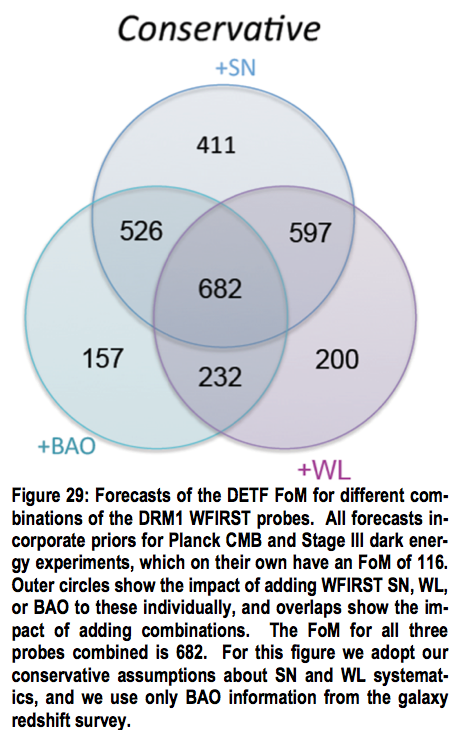 Conservative
+SN
411
526
597
682
157
200
232
+BAO
+WL
Figure 29: Forecasts of the DETF FoM for different com-
binations of the DRM1 WFIRST probes.  All forecasts in-
corporate priors for Planck CMB and Stage III dark ener-
gy experiments, which on their own have an FoM of 116.
Outer circles show the impact of adding WFIRST SN, WL,
or BAO to these individually, and overlaps show the im-
pact of adding combinations.  The FoM for all three
probes combined is 682.  For this figure we adopt our
conservative assumptions about SN and WL systemat-
ics, and we use only BAO information from the galaxy
redshift survey.